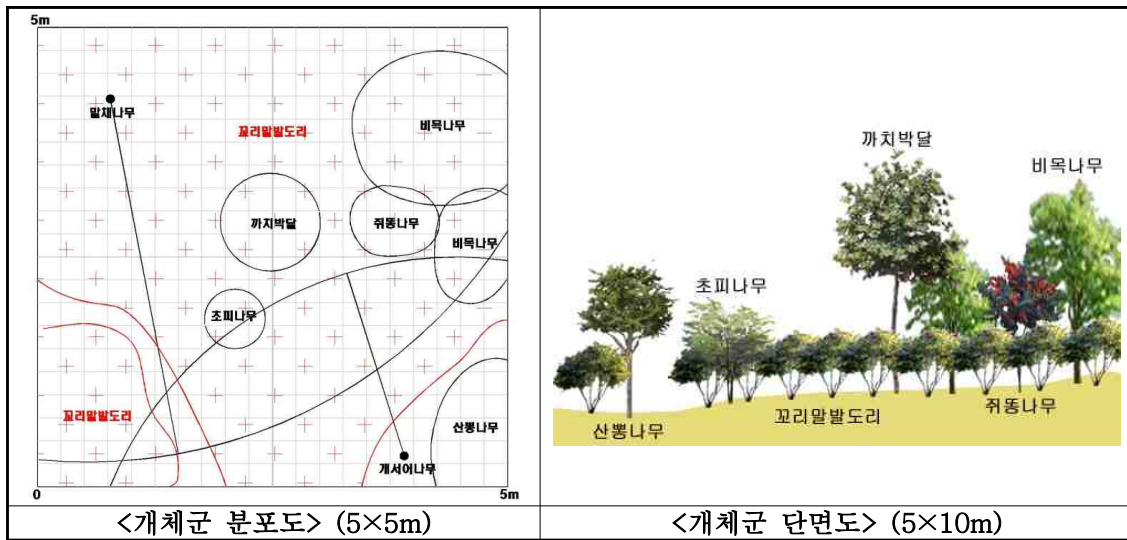 5m
말채나무
꼬리말발도리
비목나무
까치박달
쥐똥나무
비목나무
초피나무
꼬리말발도리
산뽕나무
개서어나무
0
5m
까치박달
비목나무
초피나무
산뽕나무
꼬리말발도리
쥐똥나무
<개체군 분포도> (5×5m)
<개체군 단면도> (5×10m)